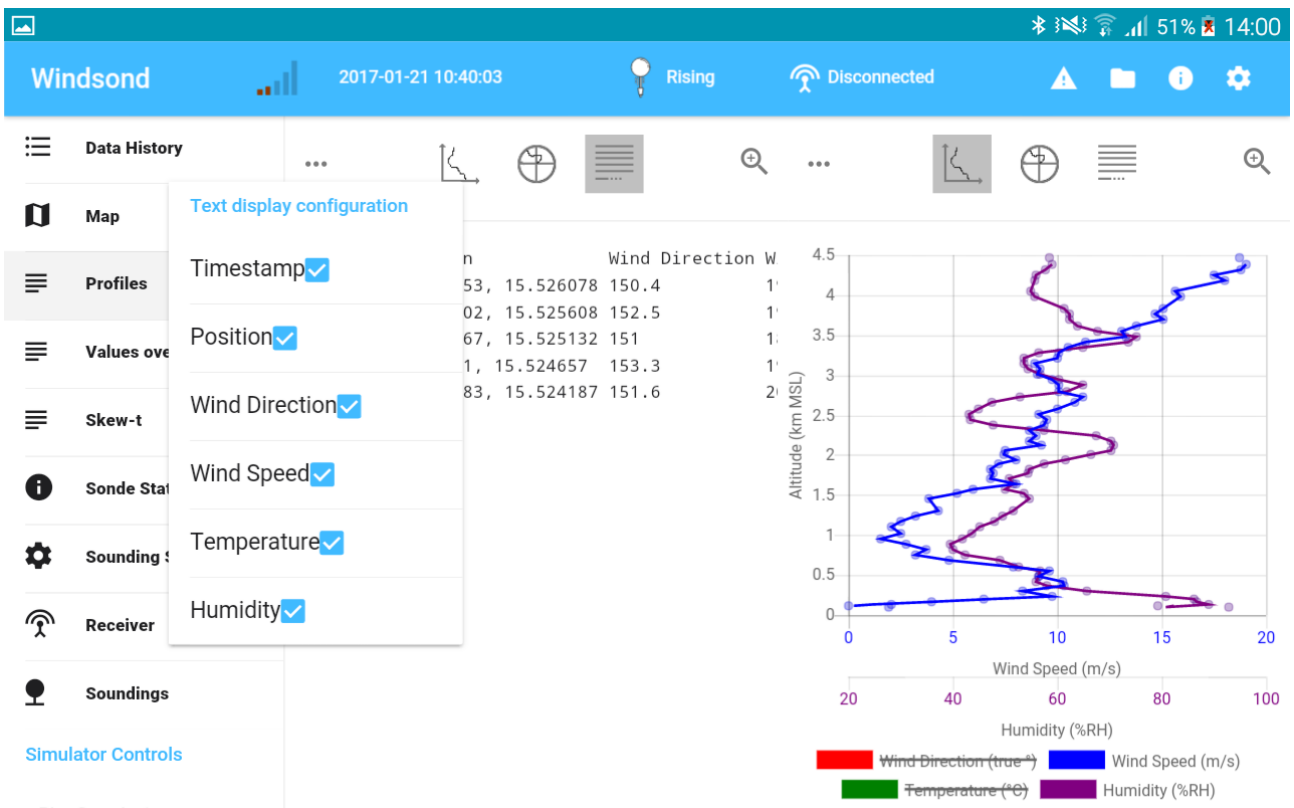 51% 14:00
Windsond 2017-01-21 10:40:03 Rising Disconnected
Data History
Map
Profiles
Values ove
Skew-t
Sonde Stat
Sounding S
Receiver
Soundings
Simulator Controls
Text display configuration
Timestamp
Position
Wind Direction
Wind Speed
Temperature
Humidity
n Wind Direction W
53, 15.526078 150.4 19
02, 15.525608 152.5 19
67, 15.525132 151 18
1, 15.524657 153.3 19
83, 15.524187 151.6 20
Altitude (km MSL)
4.5
4
3.5
3
2.5
2
1.5
1
0.5
0
0 5 10 15 20
Wind Speed (m/s)
20 40 60 80 100
Humidity (%RH)
Wind Direction (true °) Wind Speed (m/s)
Temperature (°C) Humidity (%RH)